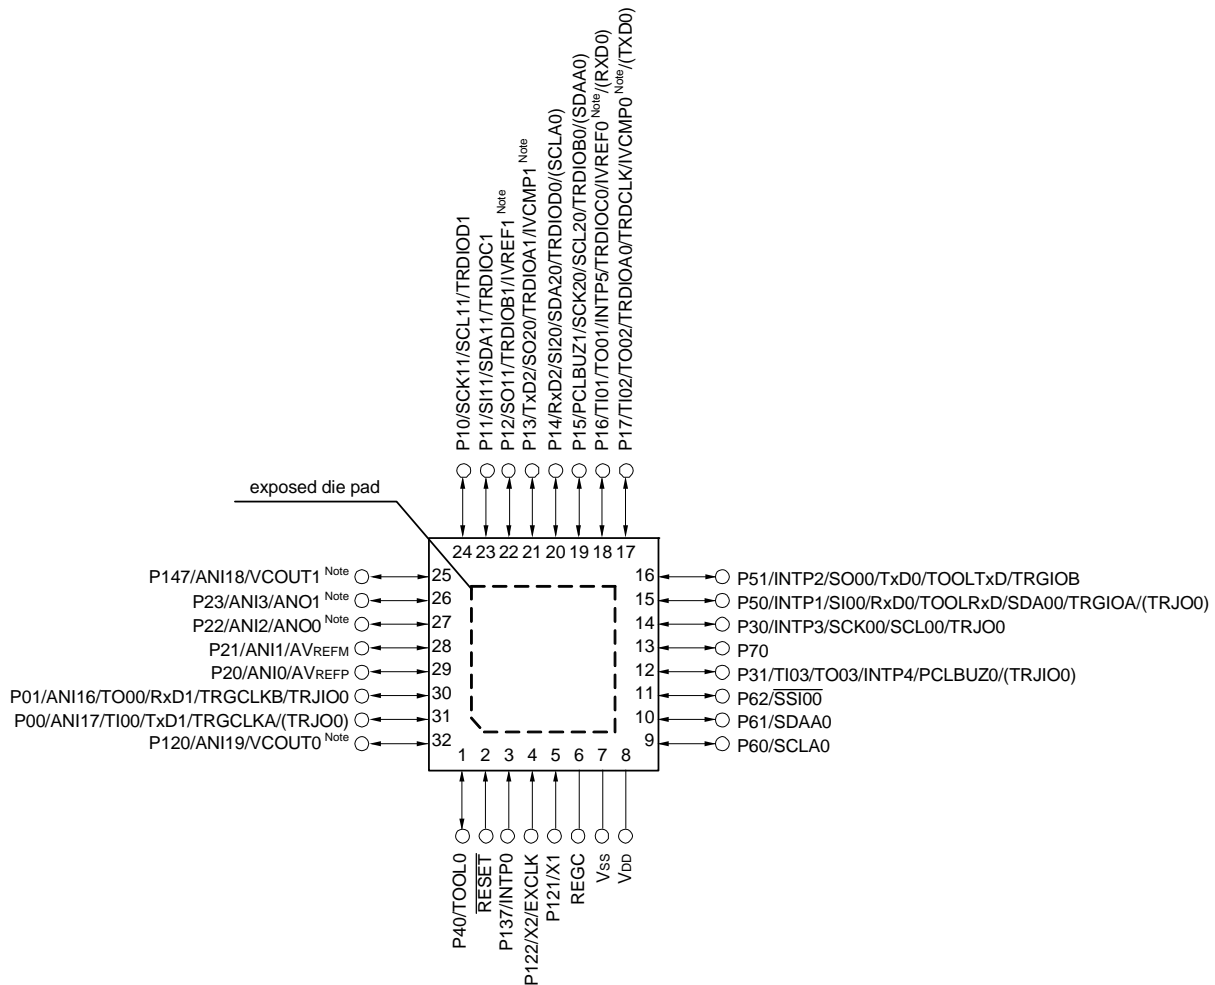 P10/SCK11/SCL11/TRDIOD1
P11/SI11/SDA11/TRDIOC1
P12/SO11/TRDIOB1/IVREF1 Note
P13/TxD2/SO20/TRDIOA1/IVCMP1 Note
P14/RxD2/SI20/SDA20/TRDIOD0/(SCLA0)
P15/PCLBUZ1/SCK20/SCL20/TRDIOB0/(SDAA0)
P16/TI01/TO01/INTP5/TRDIOC0/IVREF0 Note/(RXD0)
P17/TI02/TO02/TRDIOA0/TRDCLK/IVCMP0 Note/(TXD0)
exposed die pad
24 23 22 21 20 19 18 17
P147/ANI18/VCOUT1 Note 25
P23/ANI3/ANO1 Note 26
P22/ANI2/ANO0 Note 27
P21/ANI1/AVREFM 28
P20/ANI0/AVREFP 29
P01/ANI16/TO00/RxD1/TRGCLKB/TRJIO0 30
P00/ANI17/TI00/TxD1/TRGCLKA/(TRJO0) 31
P120/ANI19/VCOUT0 Note 32
16 P51/INTP2/SO00/TxD0/TOOLTxD/TRGIOB
15 P50/INTP1/SI00/RxD0/TOOLRxD/SDA00/TRGIOA/(TRJO0)
14 P30/INTP3/SCK00/SCL00/TRJO0
13 P70
12 P31/TI03/TO03/INTP4/PCLBUZ0/(TRJIO0)
11 P62/SSI00
10 P61/SDAA0
9 P60/SCLA0
1 2 3 4 5 6 7 8
P40/TOOL0
RESET
P137/INTP0
P122/X2/EXCLK
P121/X1
REGC
VSS
VDD